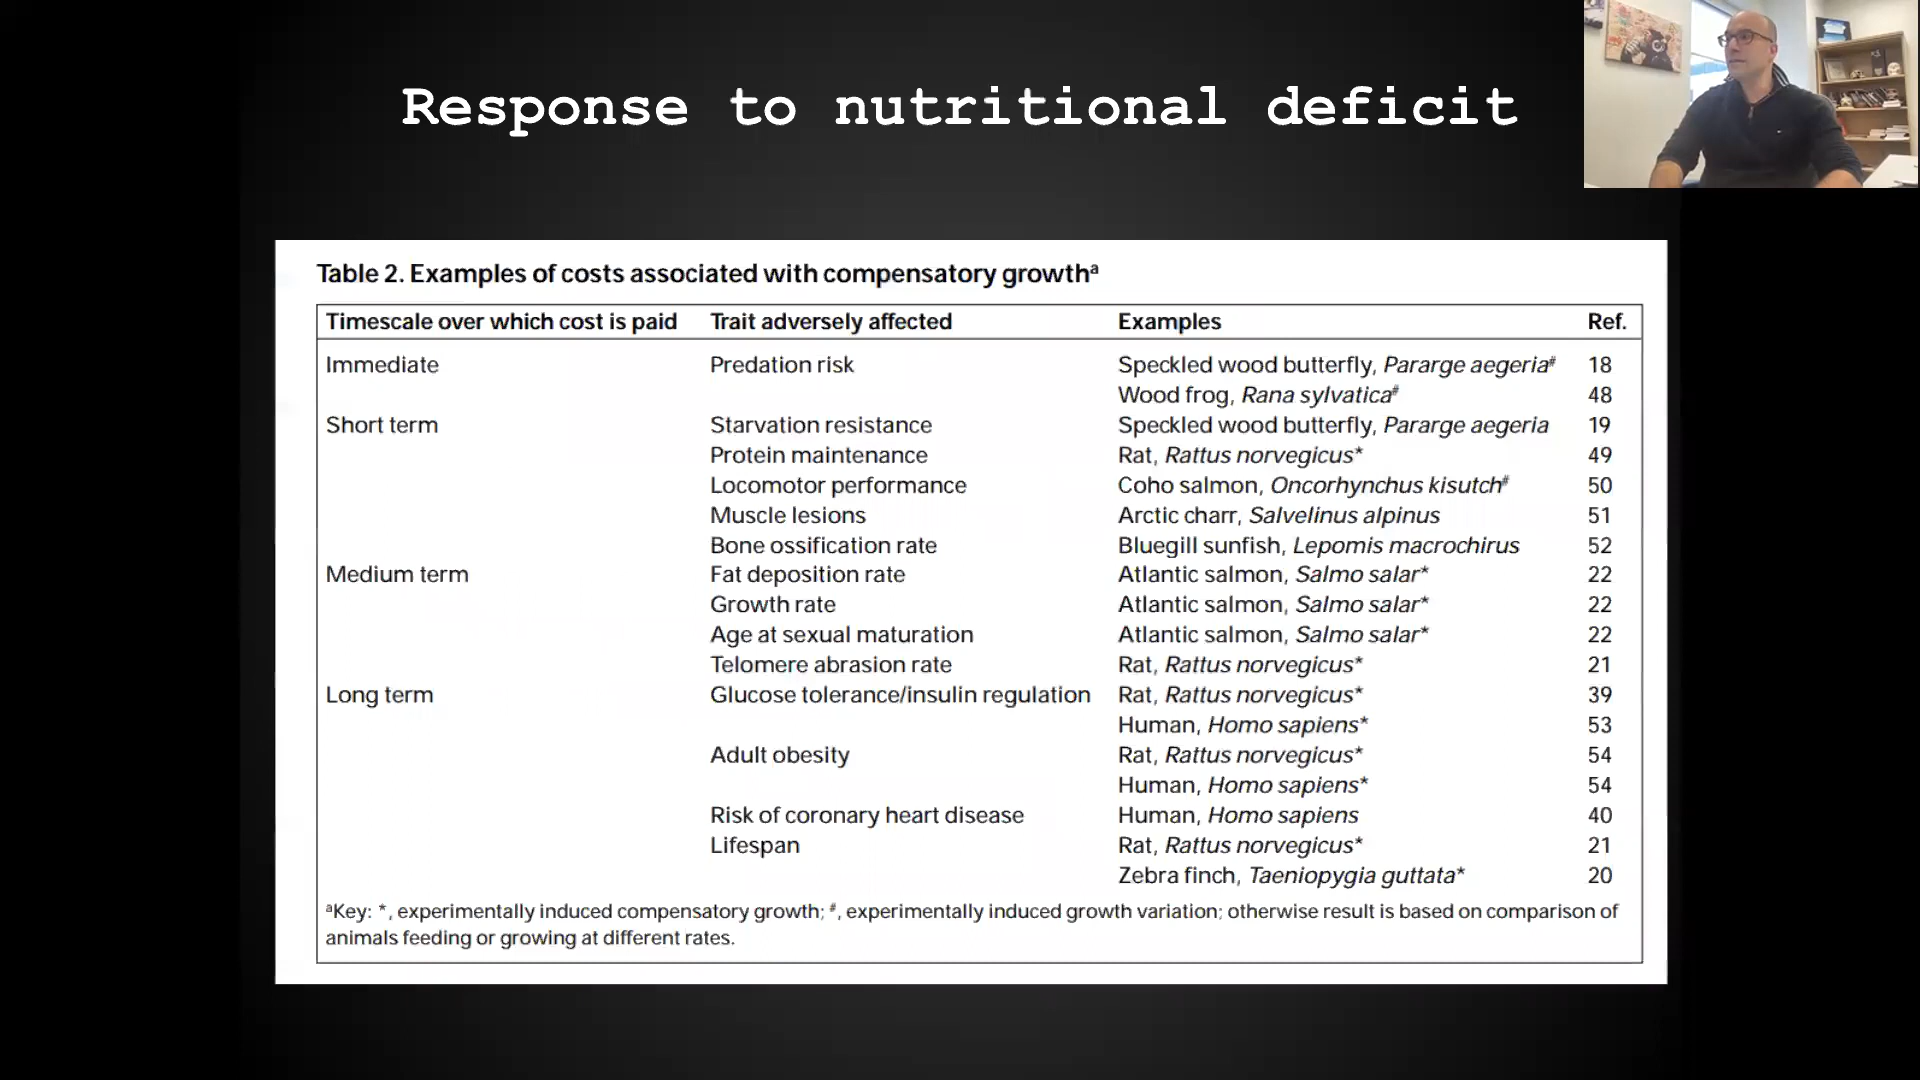 Response to nutritional deficit
Table 2. Examples of costs associated with compensatory growthᵃ
Timescale over which cost is paid Trait adversely affected Examples Ref.
Immediate Predation risk Speckled wood butterfly, Pararge aegeria# 18
Wood frog, Rana sylvatica# 48
Short term Starvation resistance Speckled wood butterfly, Pararge aegeria 19
Protein maintenance Rat, Rattus norvegicus* 49
Locomotor performance Coho salmon, Oncorhynchus kisutch# 50
Muscle lesions Arctic charr, Salvelinus alpinus 51
Bone ossification rate Bluegill sunfish, Lepomis macrochirus 52
Medium term Fat deposition rate Atlantic salmon, Salmo salar* 22
Growth rate Atlantic salmon, Salmo salar* 22
Age at sexual maturation Atlantic salmon, Salmo salar* 22
Telomere abrasion rate Rat, Rattus norvegicus* 21
Long term Glucose tolerance/insulin regulation Rat, Rattus norvegicus* 39
Human, Homo sapiens* 53
Adult obesity Rat, Rattus norvegicus* 54
Human, Homo sapiens* 54
Risk of coronary heart disease Human, Homo sapiens 40
Lifespan Rat, Rattus norvegicus* 21
Zebra finch, Taeniopygia guttata* 20
ᵃKey: *, experimentally induced compensatory growth; #, experimentally induced growth variation; otherwise result is based on comparison of
animals feeding or growing at different rates.